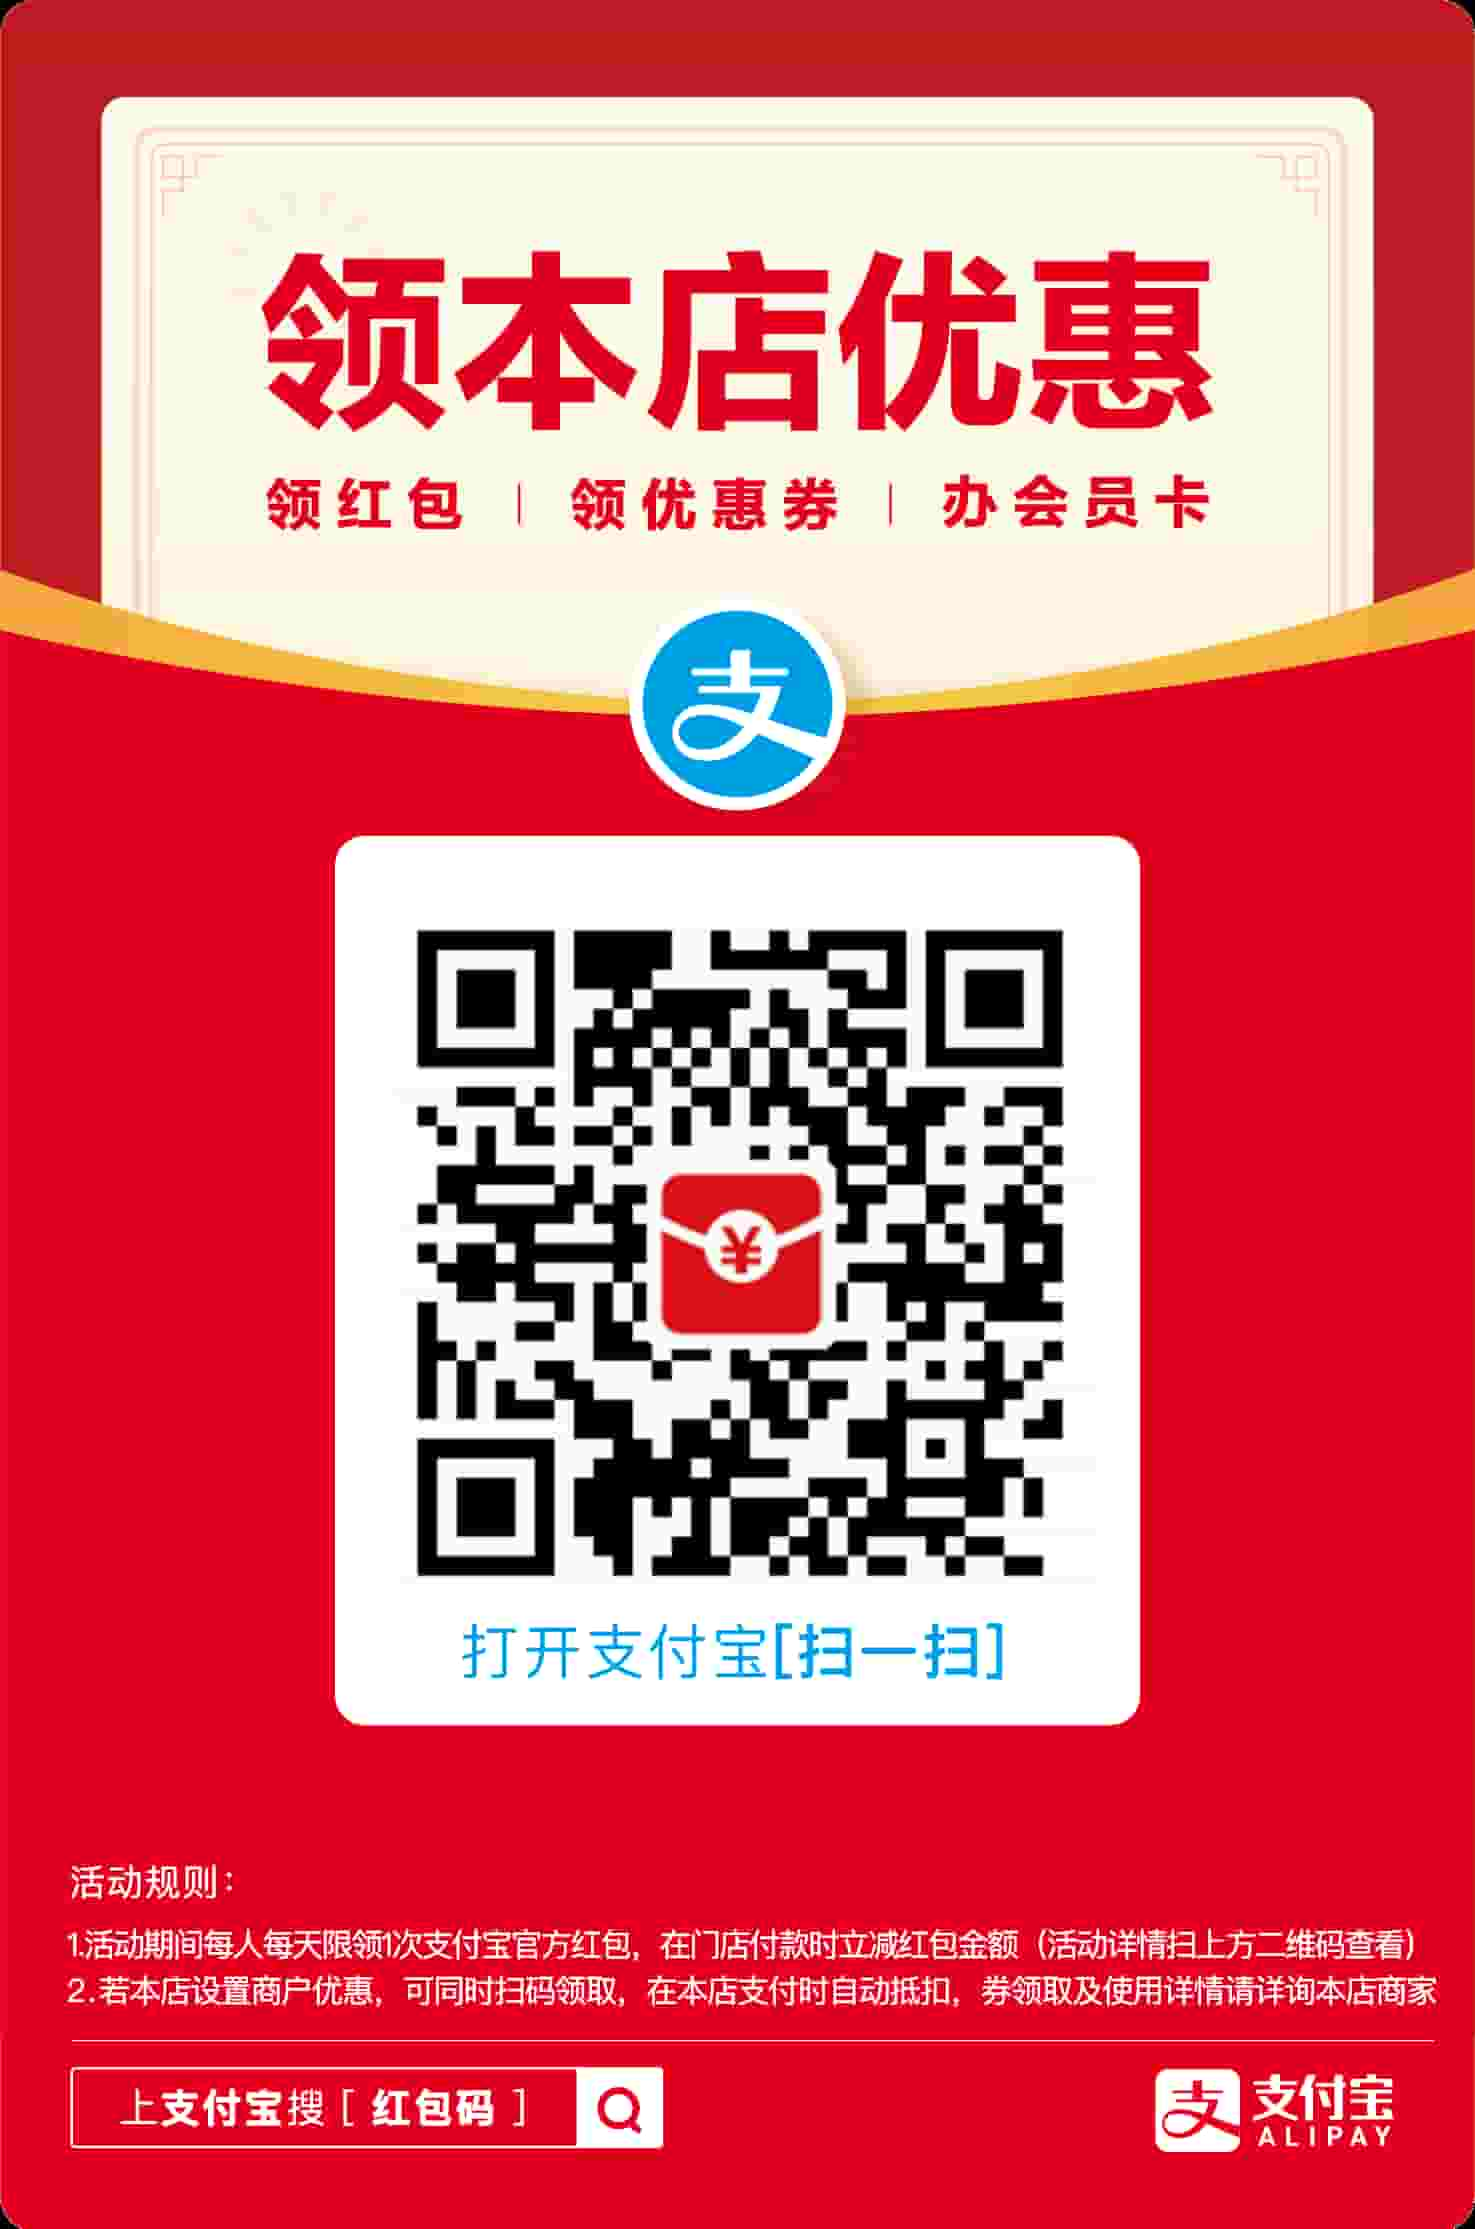 领本店优惠
领红包 | 领优惠券 | 办会员卡
支
¥
打开支付宝[扫一扫]
活动规则：
1.活动期间每人每天限领1次支付宝官方红包，在门店付款时立减红包金额（活动详情扫上方二维码查看）
2.若本店设置商户优惠，可同时扫码领取，在本店支付时自动抵扣，券领取及使用详情请详询本店商家
上支付宝搜 [ 红包码 ]
支 支付宝
ALIPAY